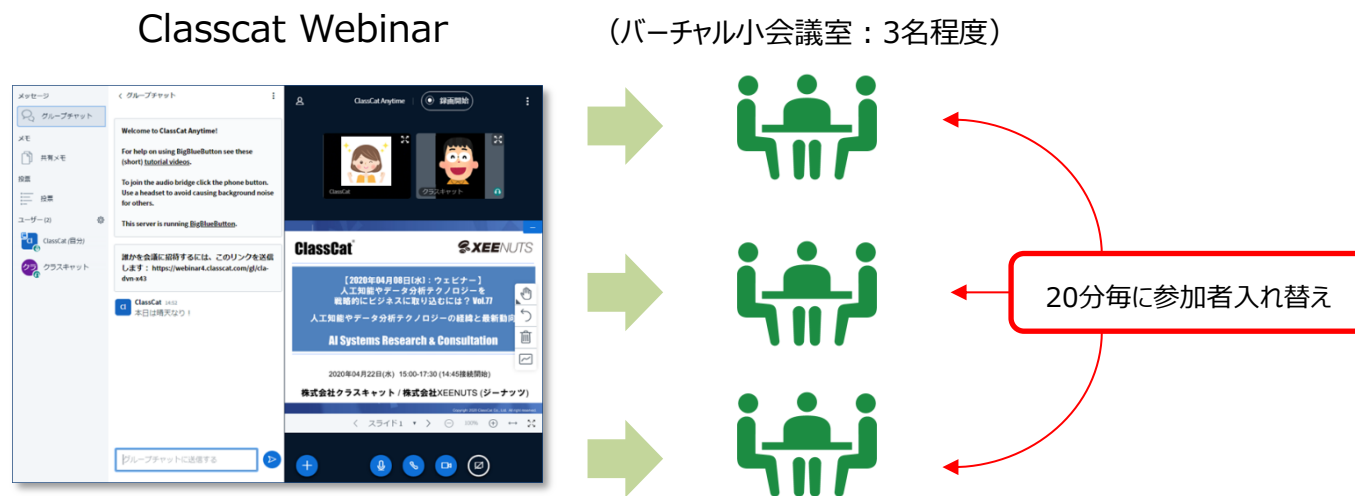 Classcat Webinar
（バーチャル小会議室：3名程度）
メッセージ
グループチャット
メモ
共有メモ
投票
投票
ユーザー (2)
cl
ClassCat (自分)
クラ
クラスキャット
グループチャット
Welcome to ClassCat Anytime!
For help on using BigBlueButton see these
(short) tutorial videos.
To join the audio bridge click the phone button.
Use a headset to avoid causing background noise
for others.
This server is running BigBlueButton.
誰かを会議に招待するには、このリンクを送信
します： https://webinar4.classcat.com/gl/cla-
dvn-x43
cl
ClassCat 14:52
本日は晴天なり！
グループチャットに送信する
ClassCat Anytime
録画開始
ClassCat
クラスキャット
ClassCat
XEENUTS
【2020年04月08日(水)：ウェビナー】
人工知能やデータ分析テクノロジーを
戦略的にビジネスに取り込むには？ Vol.77
人工知能やデータ分析テクノロジーの経緯と最新動向
AI Systems Research & Consultation
2020年04月22日(水) 15:00-17:30 (14:45接続開始)
株式会社クラスキャット / 株式会社XEENUTS (ジーナッツ)
スライド 1
100%
20分毎に参加者入れ替え